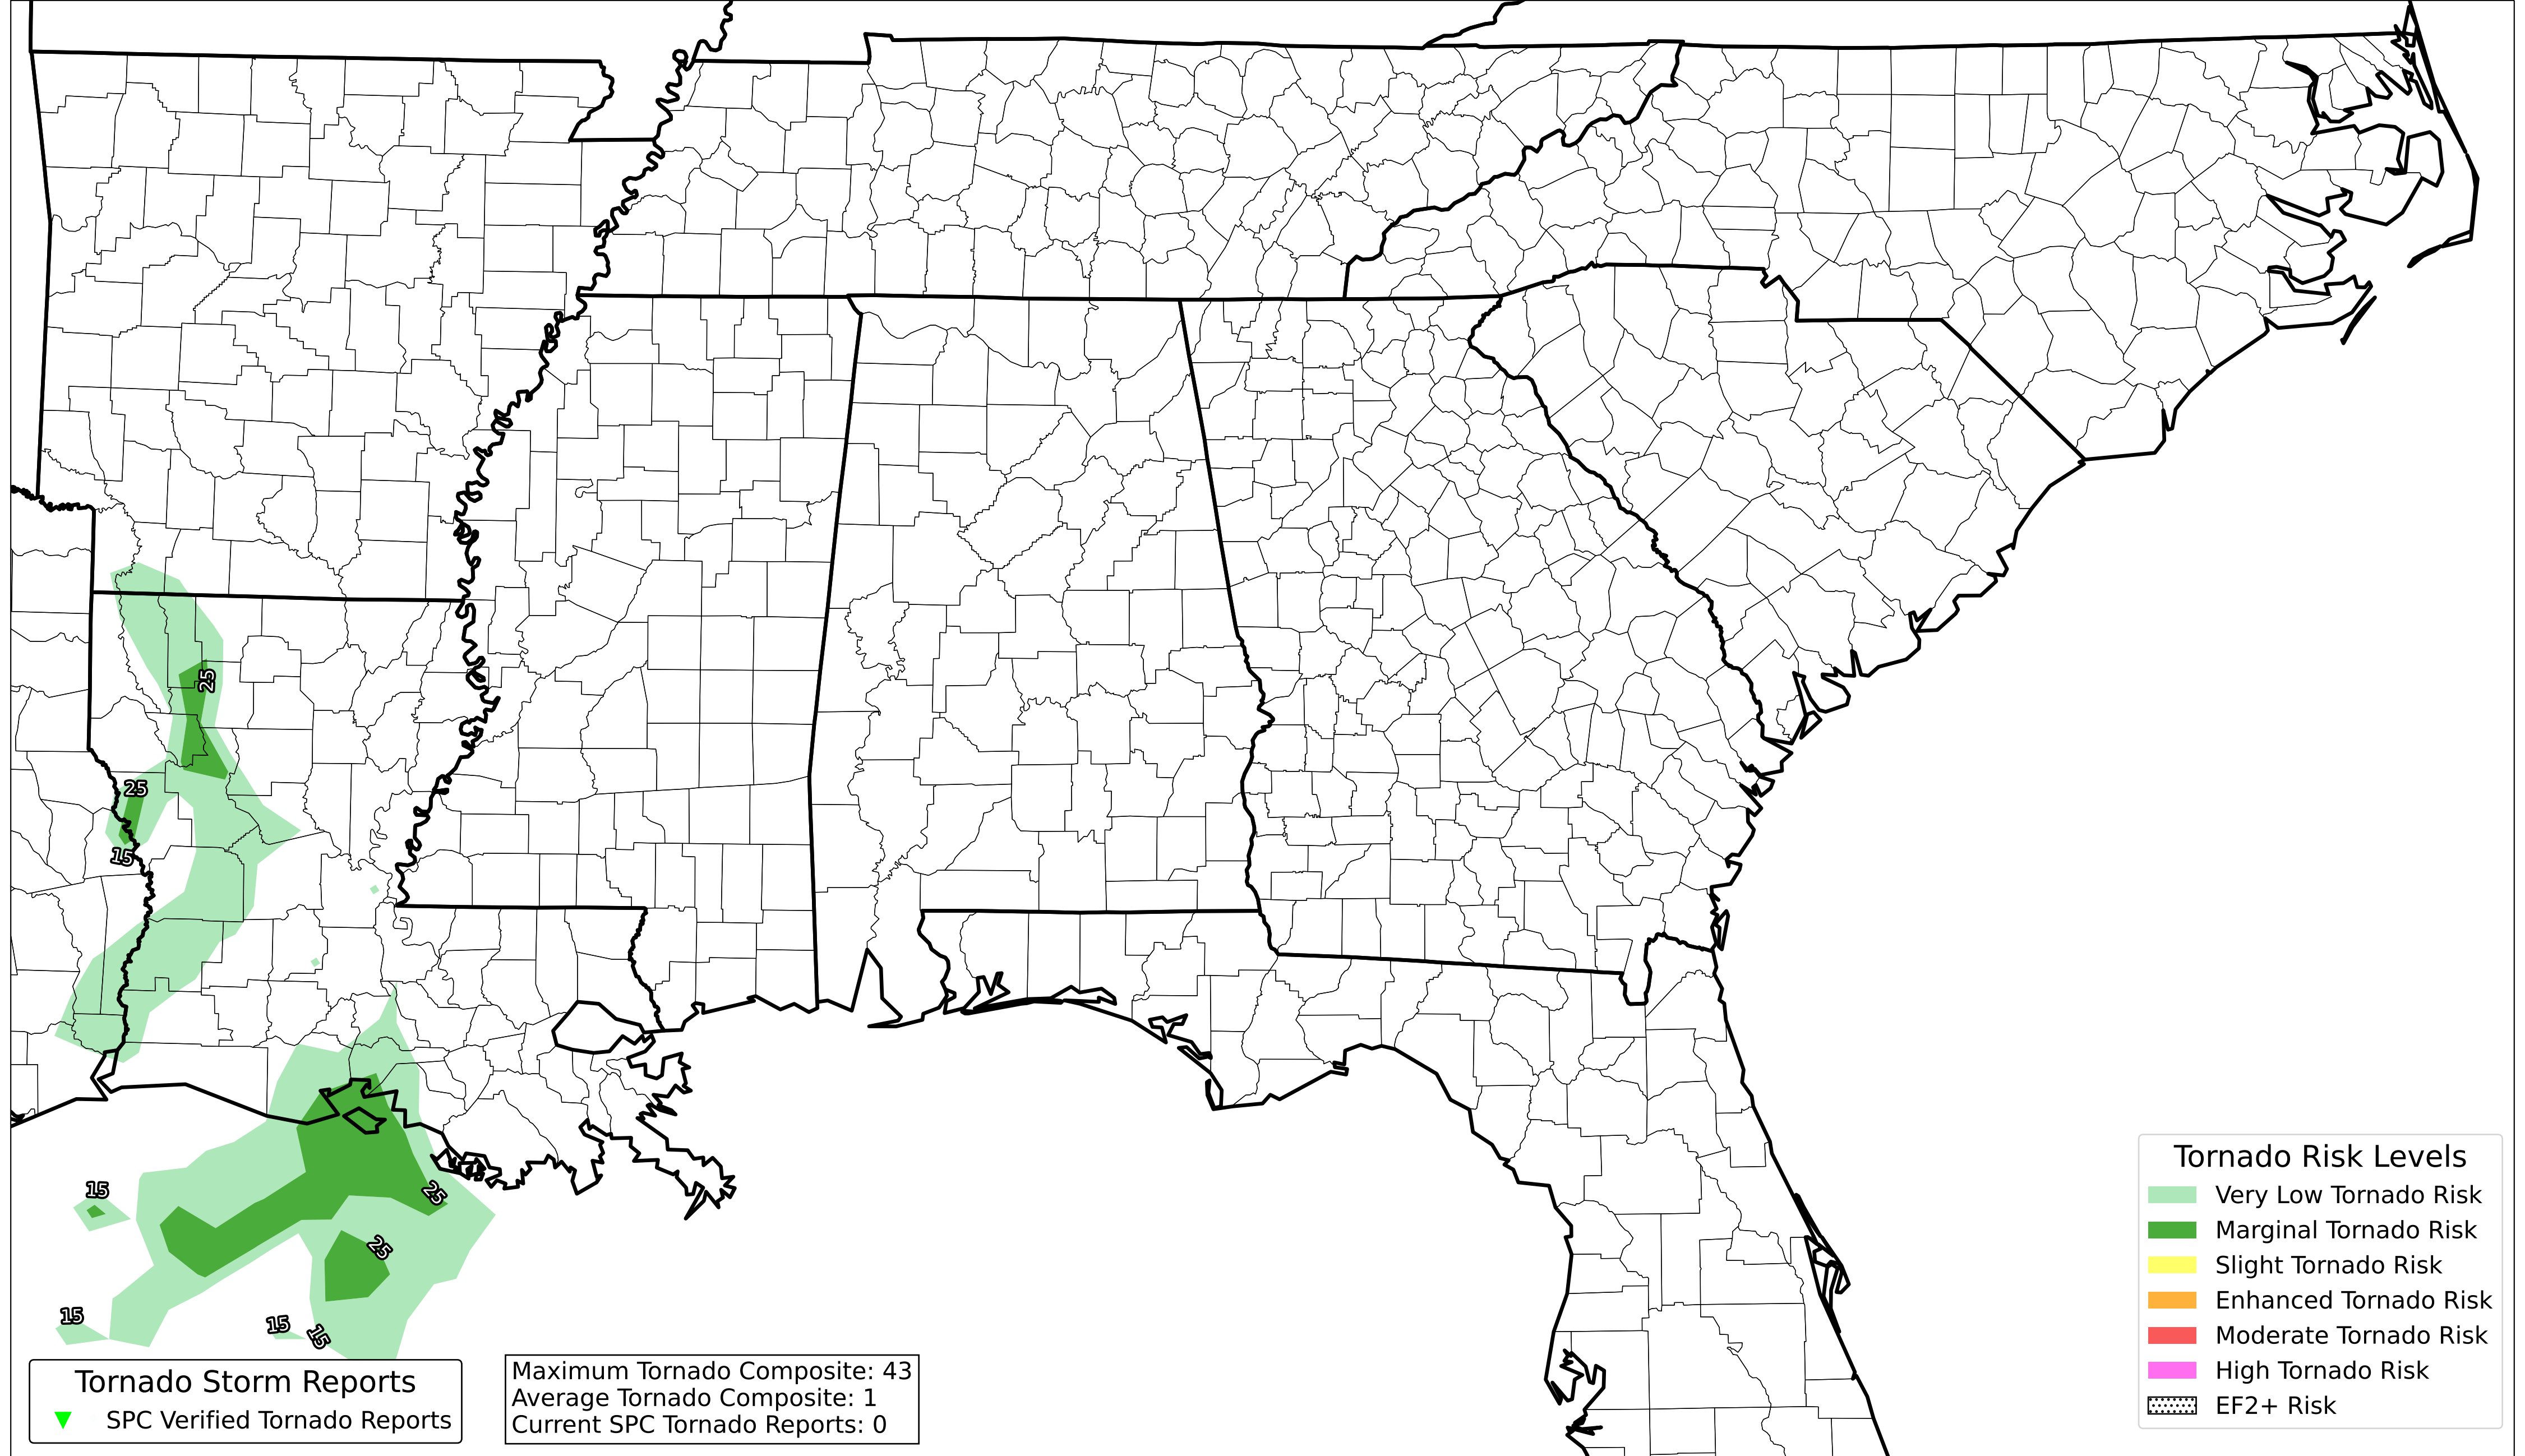 25
25
15
15
25
25
15
15
15
Tornado Storm Reports
SPC Verified Tornado Reports
Maximum Tornado Composite: 43
Average Tornado Composite: 1
Current SPC Tornado Reports: 0
Tornado Risk Levels
Very Low Tornado Risk
Marginal Tornado Risk
Slight Tornado Risk
Enhanced Tornado Risk
Moderate Tornado Risk
High Tornado Risk
EF2+ Risk